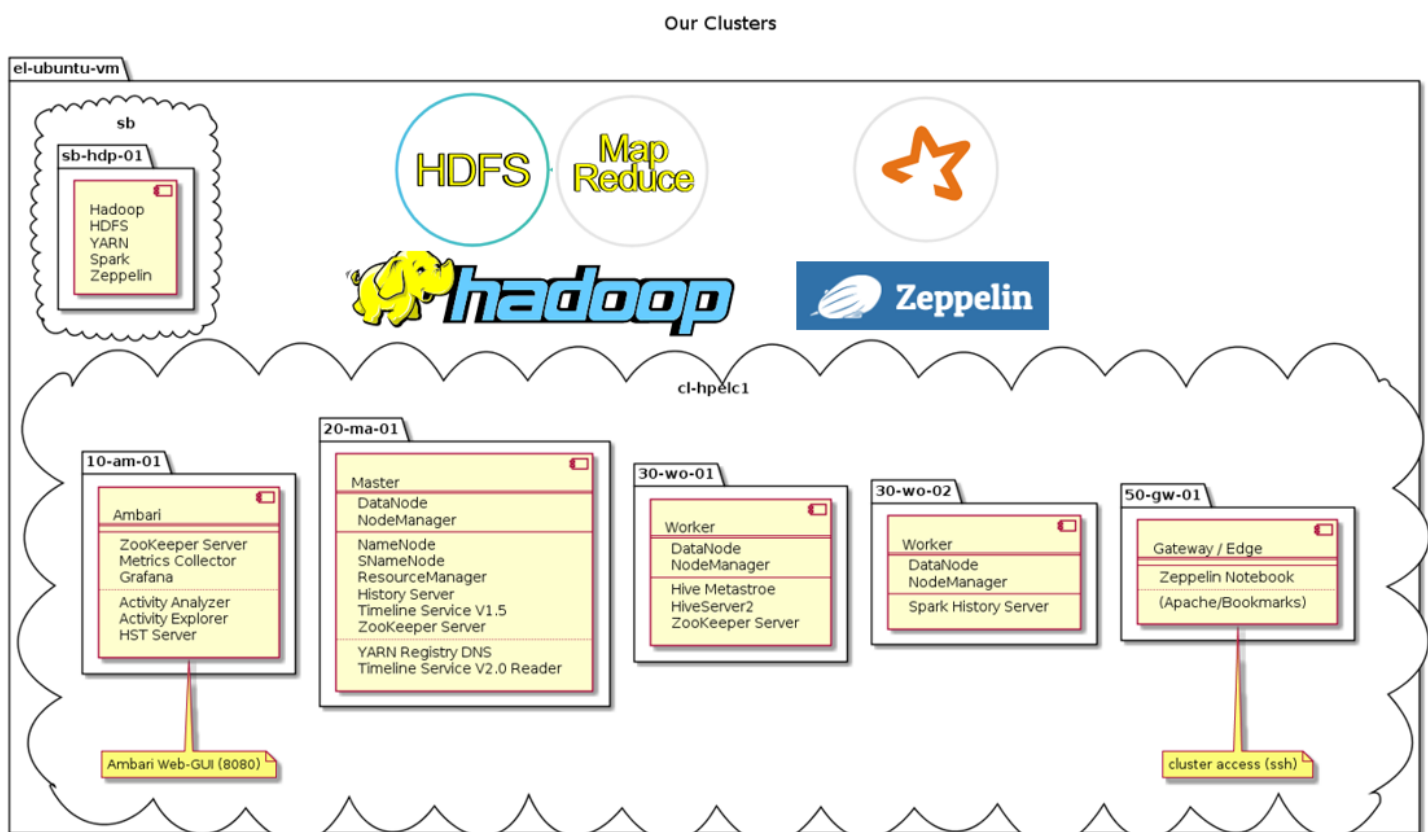 Our Clusters
el-ubuntu-vm
sb
sb-hdp-01
Hadoop
HDFS
YARN
Spark
Zeppelin
HDFS
Map
Reduce
hadoop
Zeppelin
cl-hpelc1
10-am-01
Ambari
ZooKeeper Server
Metrics Collector
Grafana
Activity Analyzer
Activity Explorer
HST Server
Ambari Web-GUI (8080)
20-ma-01
Master
DataNode
NodeManager
NameNode
SNameNode
ResourceManager
History Server
Timeline Service V1.5
ZooKeeper Server
YARN Registry DNS
Timeline Service V2.0 Reader
30-wo-01
Worker
DataNode
NodeManager
Hive Metastroe
HiveServer2
ZooKeeper Server
30-wo-02
Worker
DataNode
NodeManager
Spark History Server
50-gw-01
Gateway / Edge
Zeppelin Notebook
(Apache/Bookmarks)
cluster access (ssh)